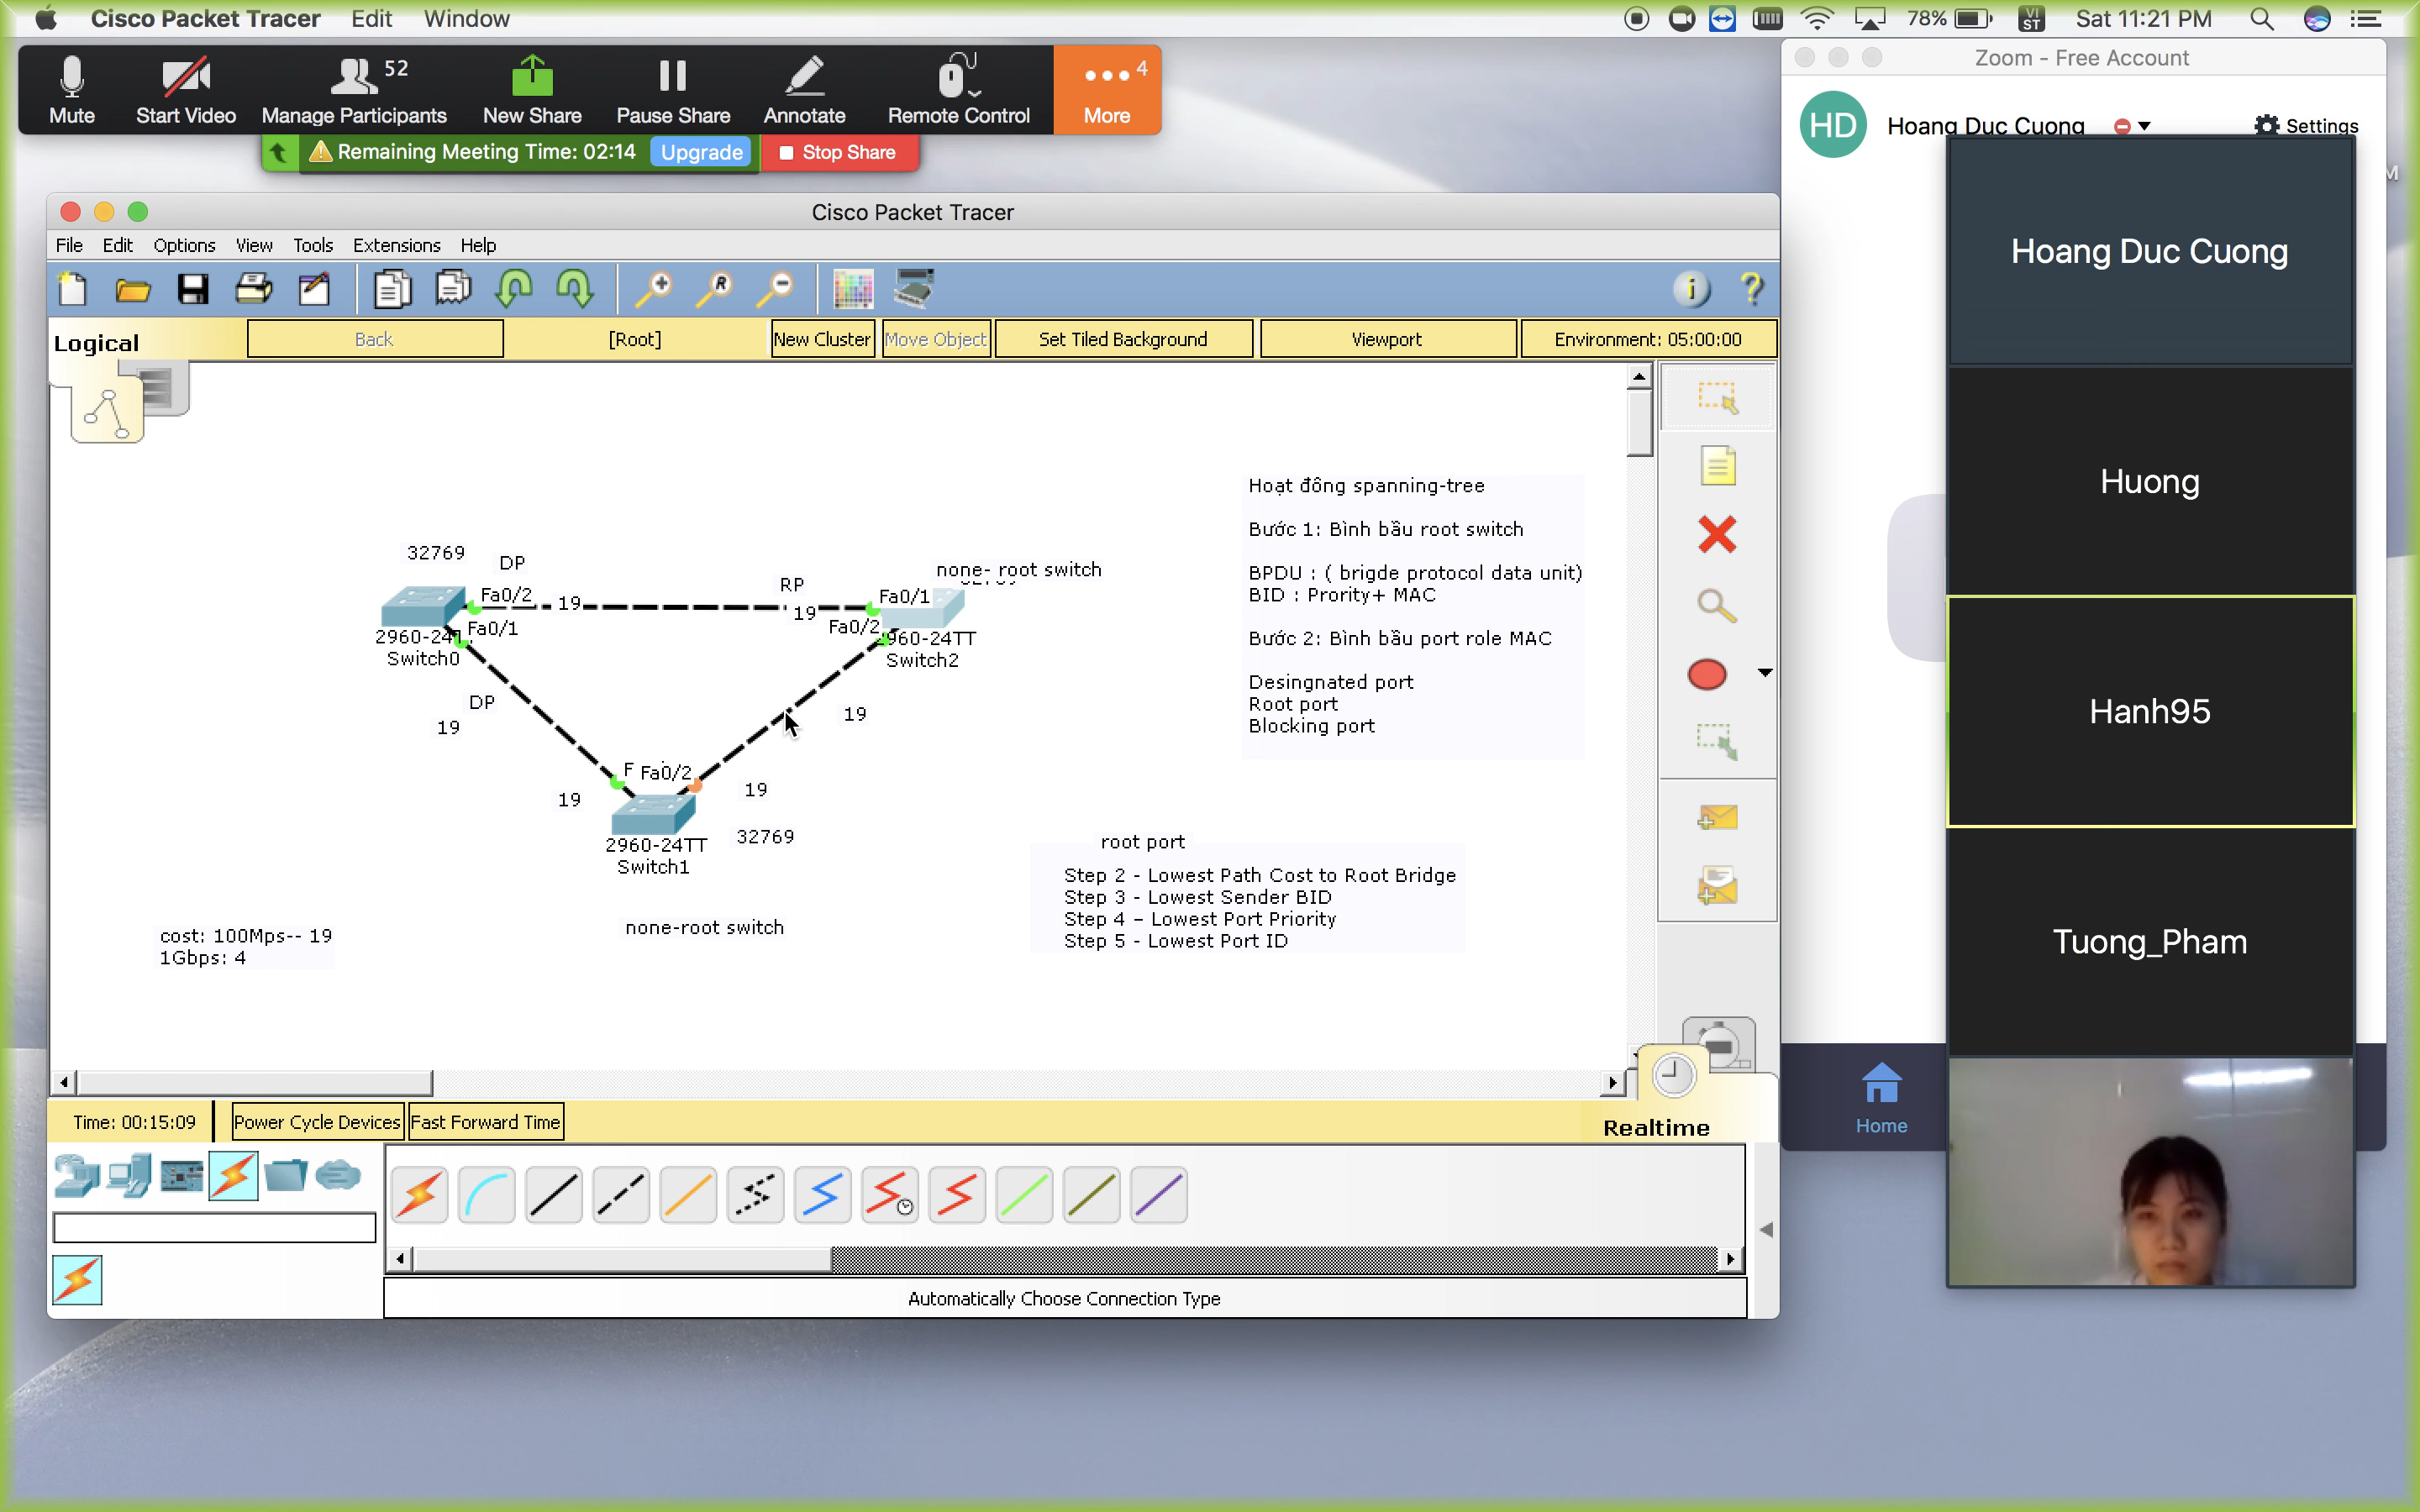 Cisco Packet Tracer Edit Window
78% VI ST Sat 11:21 PM
Mute
Start Video
52
Manage Participants
New Share
Pause Share
Annotate
Remote Control
4
More
Remaining Meeting Time: 02:14 Upgrade Stop Share
Zoom - Free Account
HD Hoang Duc Cuong Settings
Cisco Packet Tracer
File Edit Options View Tools Extensions Help
Logical Back [Root] New Cluster Move Object Set Tiled Background Viewport Environment: 05:00:00
32769
DP
Fa0/2
19
Fa0/1
2960-24
Switch0
DP
19
RP
none- root switch
19
Fa0/1
Fa0/2
2960-24TT
Switch2
19
F Fa0/2
19
19
2960-24TT
Switch1
32769
none-root switch
cost: 100Mps-- 19
1Gbps: 4
Hoạt đông spanning-tree
Bước 1: Bình bầu root switch
BPDU : ( brigde protocol data unit)
BID : Prority+ MAC
Bước 2: Bình bầu port role MAC
Desingnated port
Root port
Blocking port
root port
Step 2 - Lowest Path Cost to Root Bridge
Step 3 - Lowest Sender BID
Step 4 – Lowest Port Priority
Step 5 - Lowest Port ID
Time: 00:15:09 Power Cycle Devices Fast Forward Time
Realtime
Automatically Choose Connection Type
Hoang Duc Cuong
Huong
Hanh95
Tuong_Pham
Home